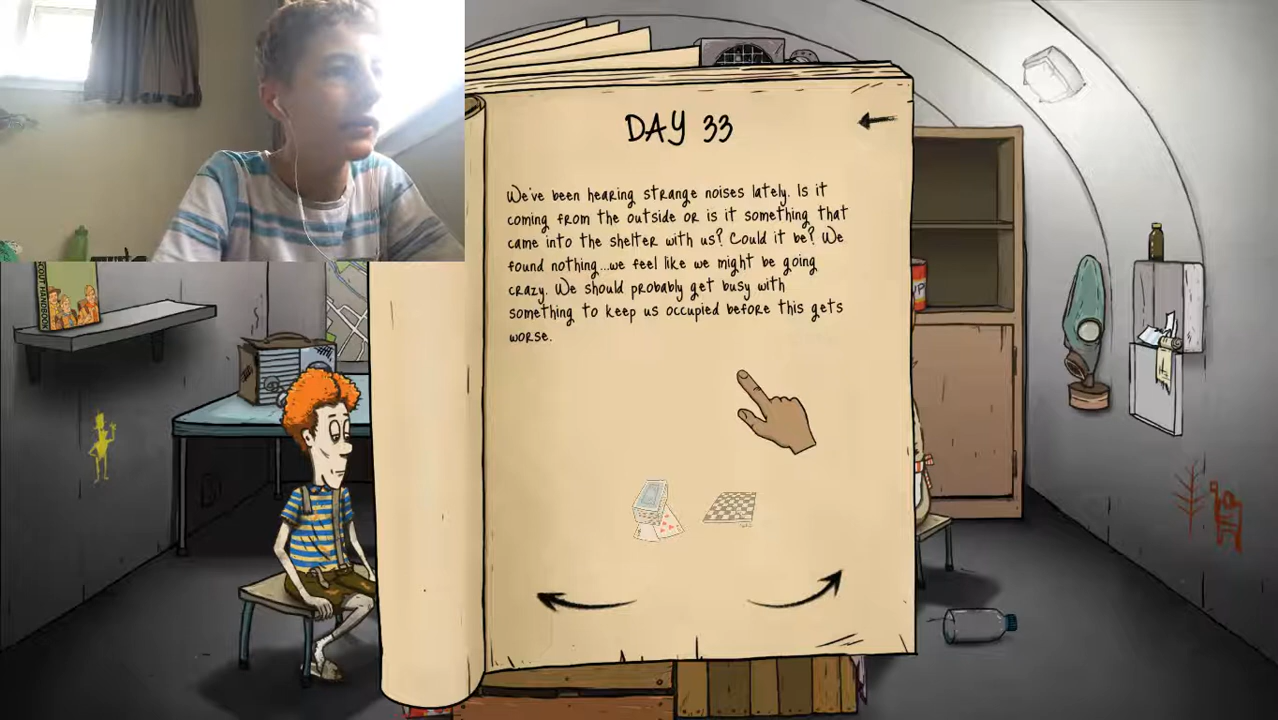 DAY 33
We've been hearing strange noises lately. Is it
coming from the outside or is it something that
came into the shelter with us? Could it be? We
found nothing...we feel like we might be going
crazy. We should probably get busy with
something to keep us occupied before this gets
worse.
SCOUT HANDBOOK